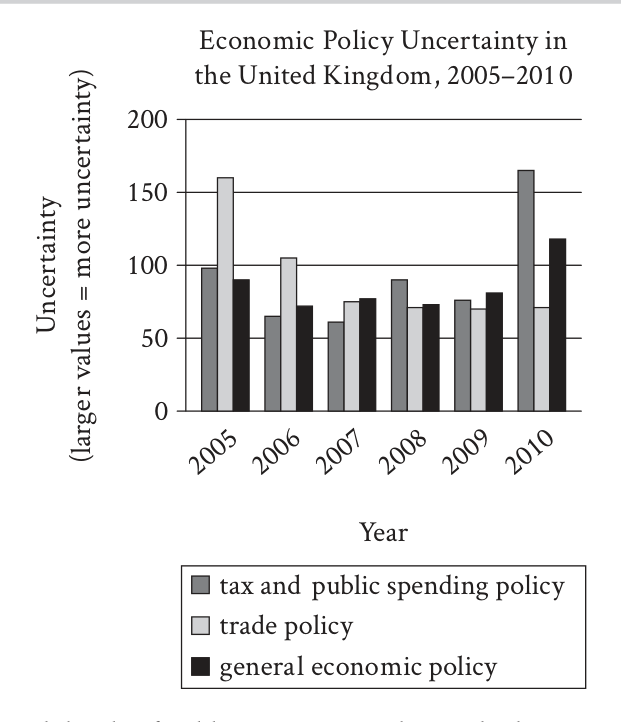 Economic Policy Uncertainty in
the United Kingdom, 2005–2010
Uncertainty
(larger values = more uncertainty)
200
150
100
50
0
2005
2006
2007
2008
2009
2010
Year
tax and public spending policy
trade policy
general economic policy